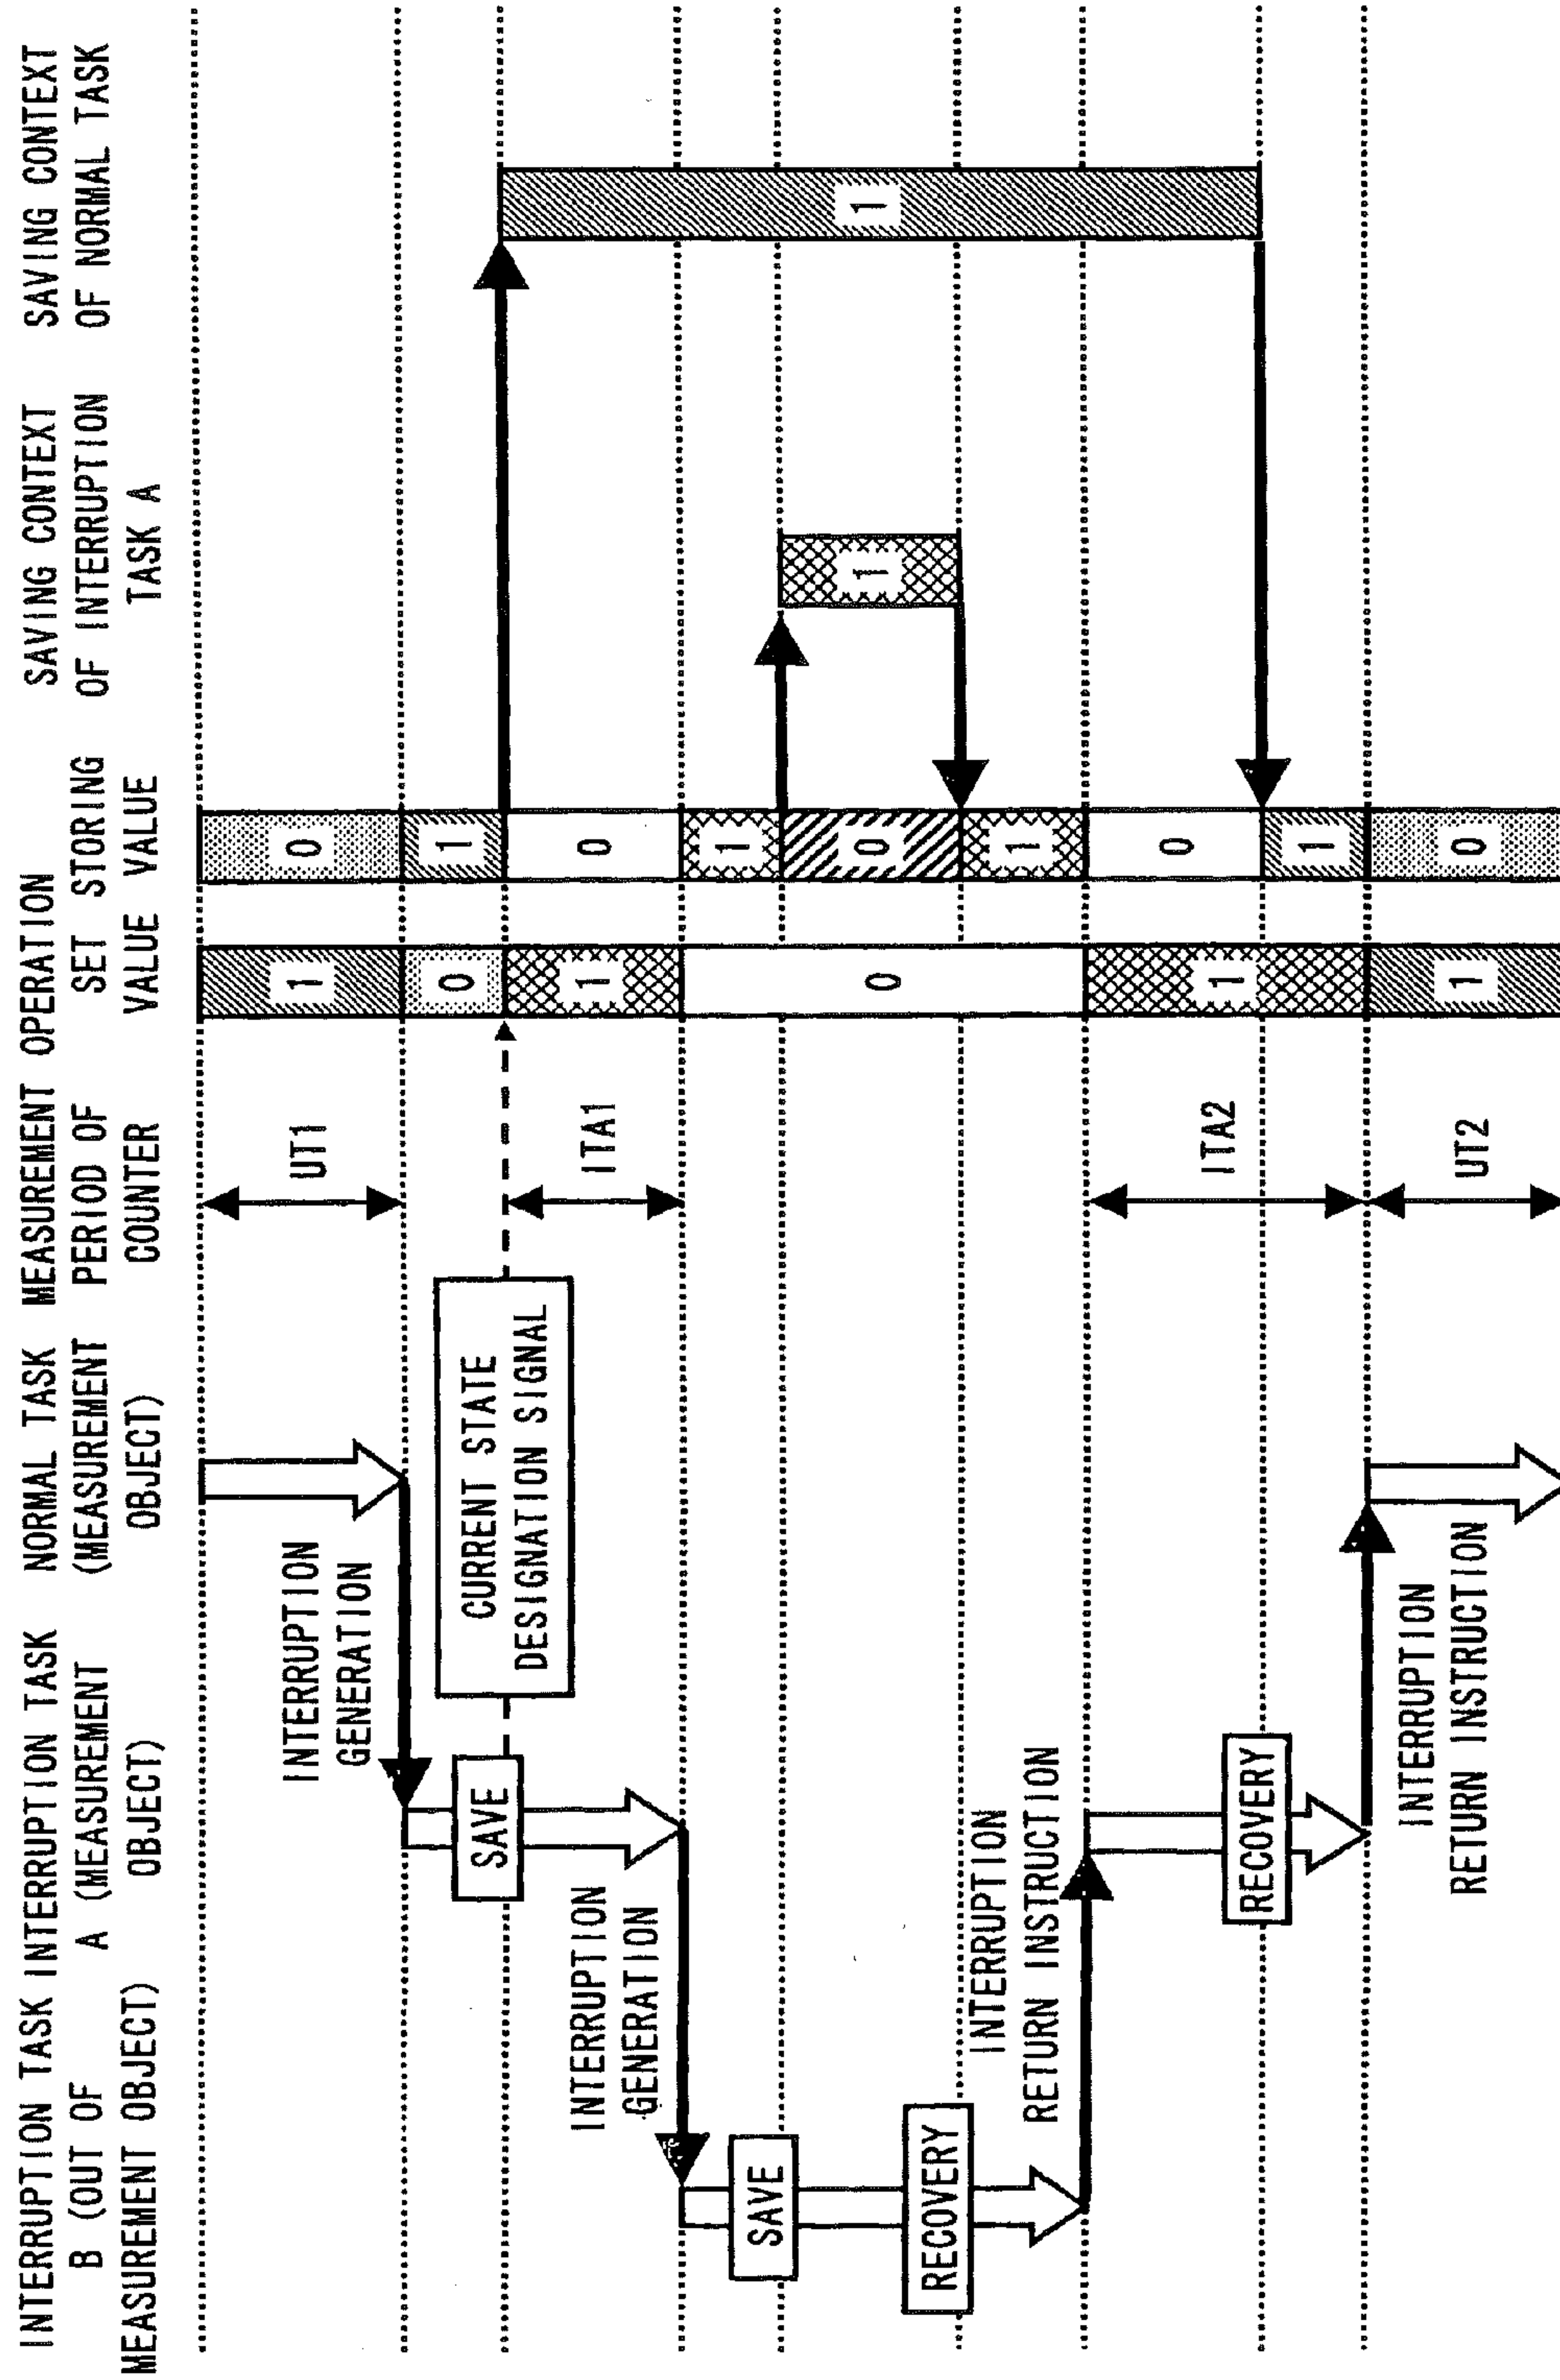 INTERRUPTION TASK
B (OUT OF
MEASUREMENT OBJECT)
INTERRUPTION TASK
A (MEASUREMENT
OBJECT)
NORMAL TASK
(MEASUREMENT
OBJECT)
MEASUREMENT
PERIOD OF
COUNTER
OPERATION
SET
VALUE
STORING
VALUE
SAVING CONTEXT
OF INTERRUPTION
TASK A
SAVING CONTEXT
OF NORMAL TASK
UT1
1
0
INTERRUPTION
GENERATION
0
1
SAVE
CURRENT STATE
DESIGNATION SIGNAL
ITA1
1
0
1
INTERRUPTION
GENERATION
1
SAVE
0
0
1
RECOVERY
1
INTERRUPTION
RETURN INSTRUCTION
ITA2
1
0
RECOVERY
1
INTERRUPTION
RETURN INSTRUCTION
UT2
1
0